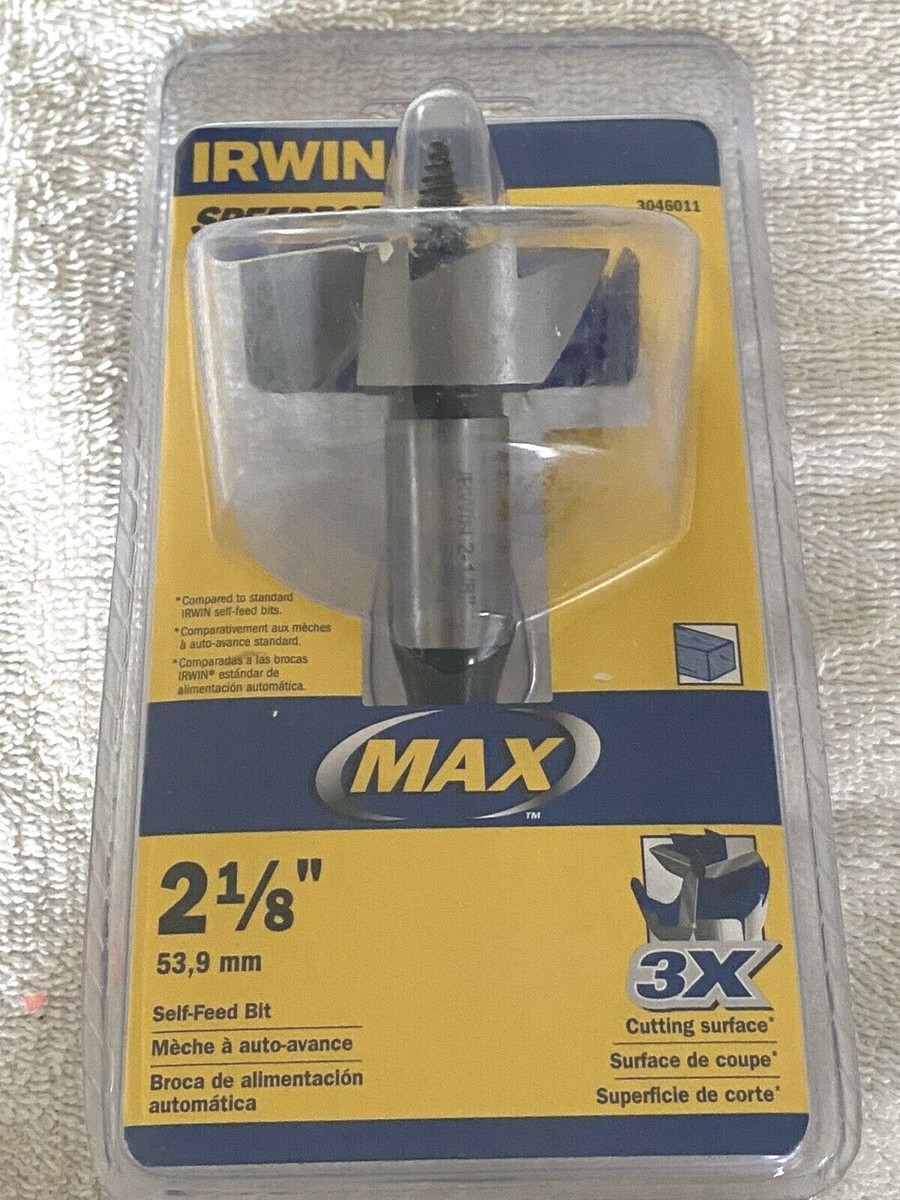 IRWIN
3046011
IRWIN 2-1/8"
*Compared to standard
IRWIN self-feed bits.
*Comparativement aux mèches
à auto-avance standard.
*Comparadas a las brocas
IRWIN® estándar de
alimentación automática.
MAX
TM
2 1/8"
53,9 mm
Self-Feed Bit
Mèche à auto-avance
Broca de alimentación
automática
3X
Cutting surface*
Surface de coupe*
Superficie de corte*